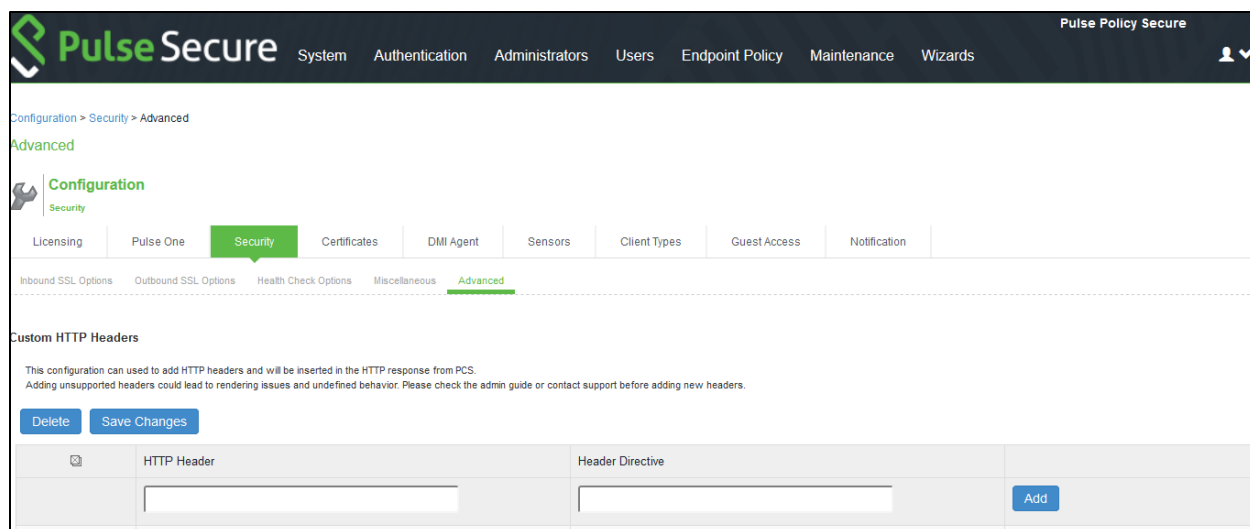 Pulse Policy Secure
Pulse Secure System Authentication Administrators Users Endpoint Policy Maintenance Wizards
Configuration > Security > Advanced
Advanced
Configuration
Security
Licensing Pulse One Security Certificates DMI Agent Sensors Client Types Guest Access Notification
Inbound SSL Options Outbound SSL Options Health Check Options Miscellaneous Advanced
Custom HTTP Headers
This configuration can used to add HTTP headers and will be inserted in the HTTP response from PCS.
Adding unsupported headers could lead to rendering issues and undefined behavior. Please check the admin guide or contact support before adding new headers.
Delete Save Changes
HTTP Header Header Directive
Add